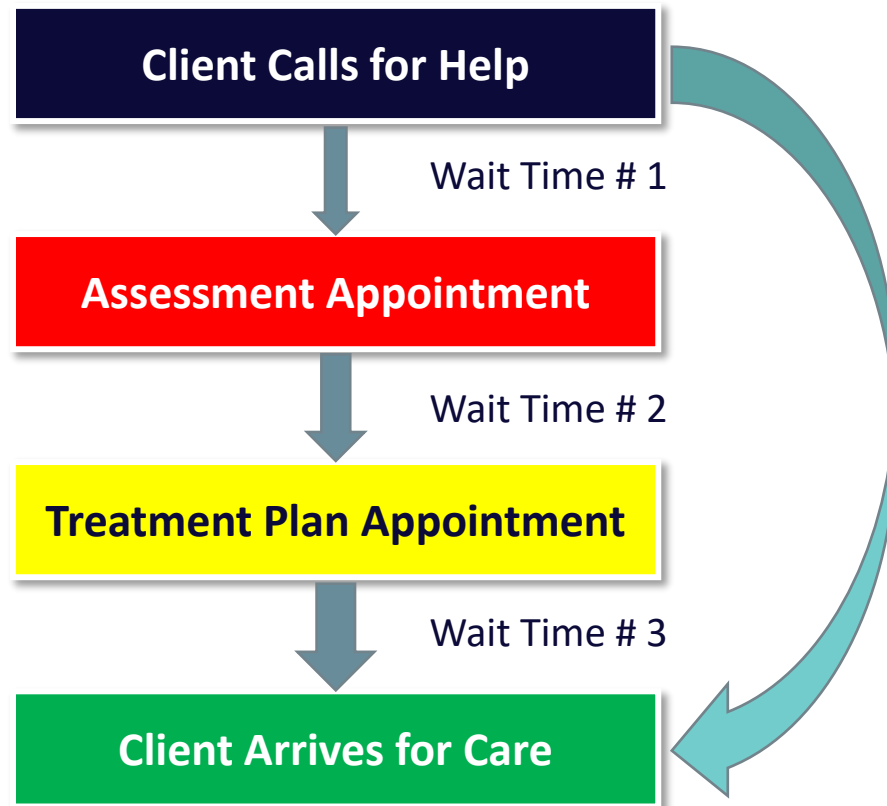 Client Calls for Help
Wait Time # 1
Assessment Appointment
Wait Time # 2
Treatment Plan Appointment
Wait Time # 3
Client Arrives for Care